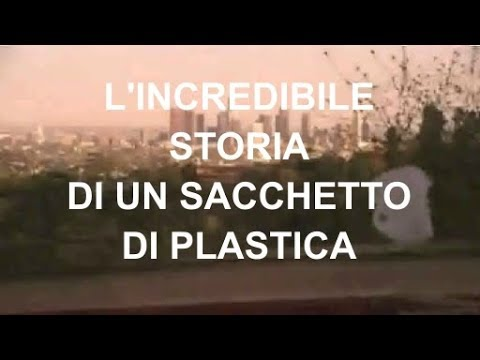 L'INCREDIBILE
STORIA
DI UN SACCHETTO
DI PLASTICA